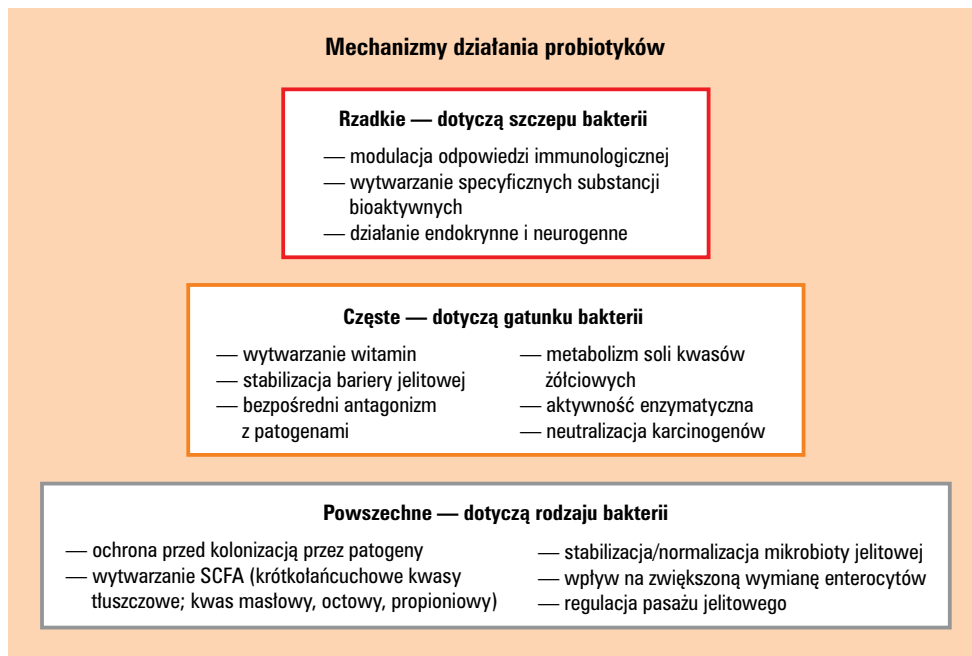 Mechanizmy działania probiotyków
Rzadkie — dotyczą szczepu bakterii
— modulacja odpowiedzi immunologicznej
— wytwarzanie specyficznych substancji
bioaktywnych
— działanie endokrynne i neurogenne
Częste — dotyczą gatunku bakterii
— wytwarzanie witamin
— stabilizacja bariery jelitowej
— bezpośredni antagonizm
z patogenami
— metabolizm soli kwasów
żółciowych
— aktywność enzymatyczna
— neutralizacja karcinogenów
Powszechne — dotyczą rodzaju bakterii
— ochrona przed kolonizacją przez patogeny
— wytwarzanie SCFA (krótkołańcuchowe kwasy
tłuszczowe; kwas masłowy, octowy, propioniowy)
— stabilizacja/normalizacja mikrobioty jelitowej
— wpływ na zwiększoną wymianę enterocytów
— regulacja pasażu jelitowego